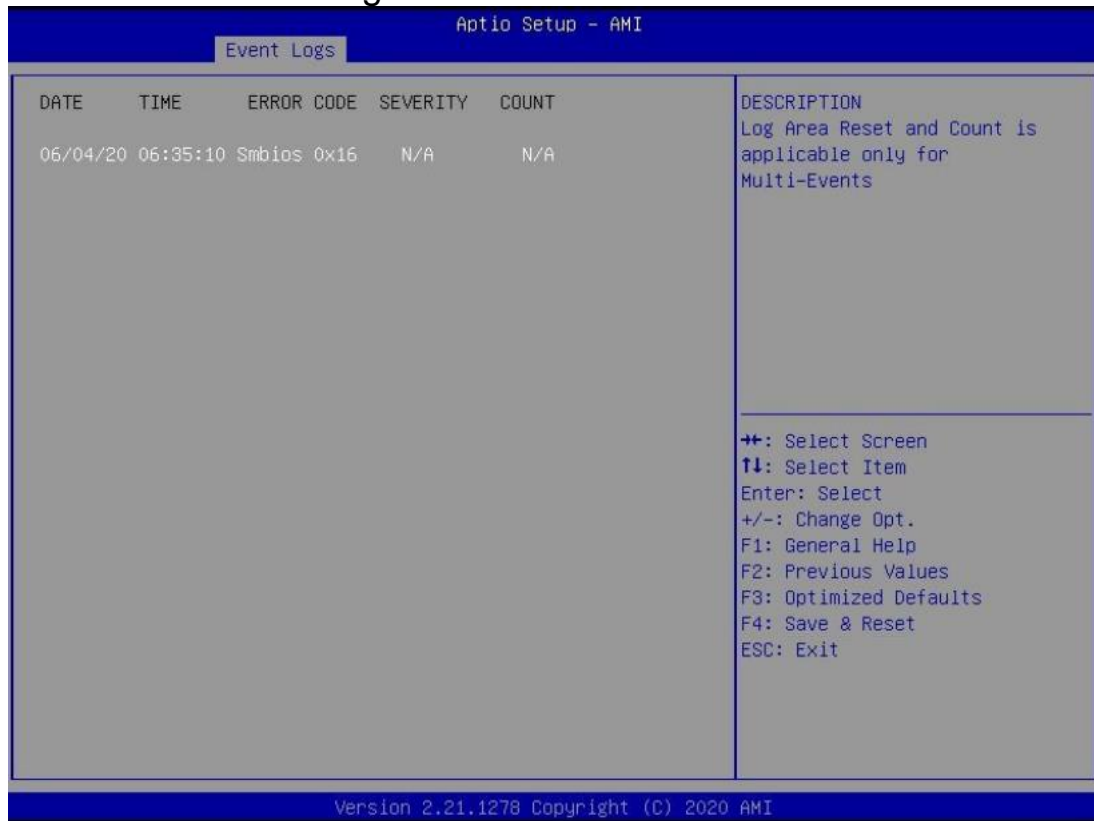 Aptio Setup – AMI
Event Logs
DATE TIME ERROR CODE SEVERITY COUNT
06/04/20 06:35:10 Smbios 0x16 N/A N/A
DESCRIPTION
Log Area Reset and Count is
applicable only for
Multi-Events
→←: Select Screen
↑↓: Select Item
Enter: Select
+/-: Change Opt.
F1: General Help
F2: Previous Values
F3: Optimized Defaults
F4: Save & Reset
ESC: Exit
Version 2.21.1278 Copyright (C) 2020 AMI